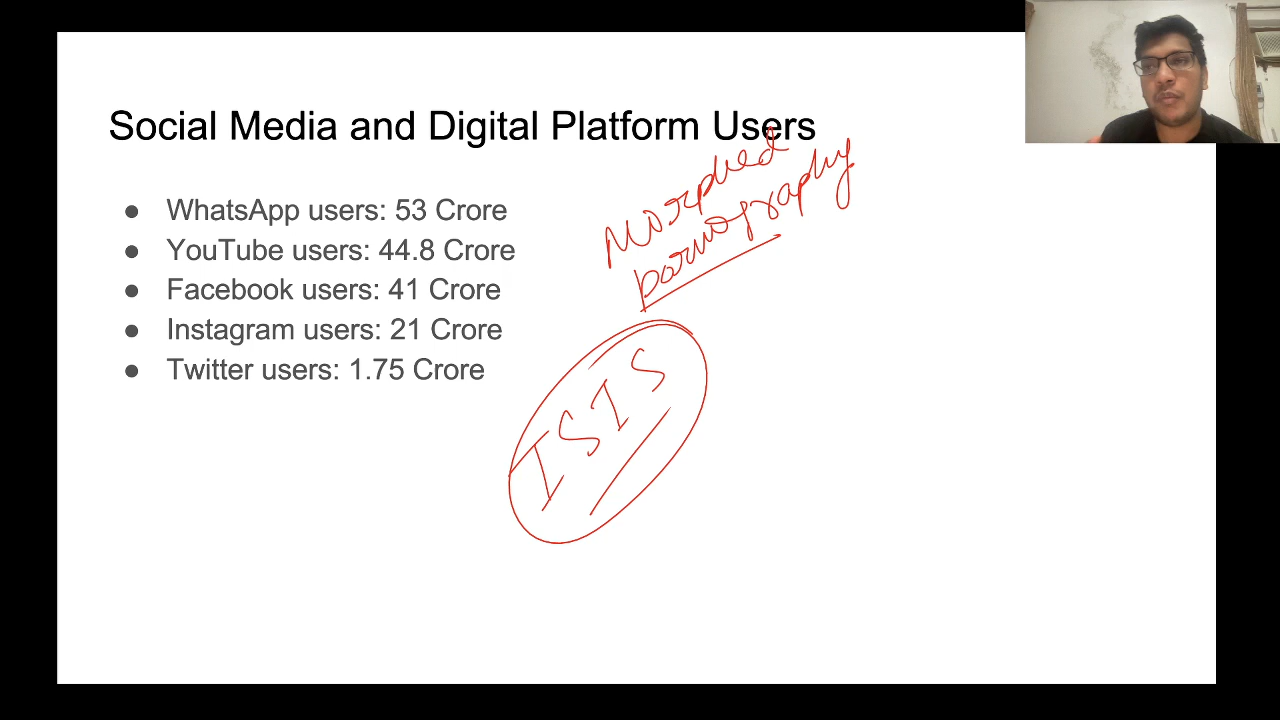 Social Media and Digital Platform Users
● WhatsApp users: 53 Crore
● YouTube users: 44.8 Crore
● Facebook users: 41 Crore
● Instagram users: 21 Crore
● Twitter users: 1.75 Crore
Morphed
pornography
ISIS